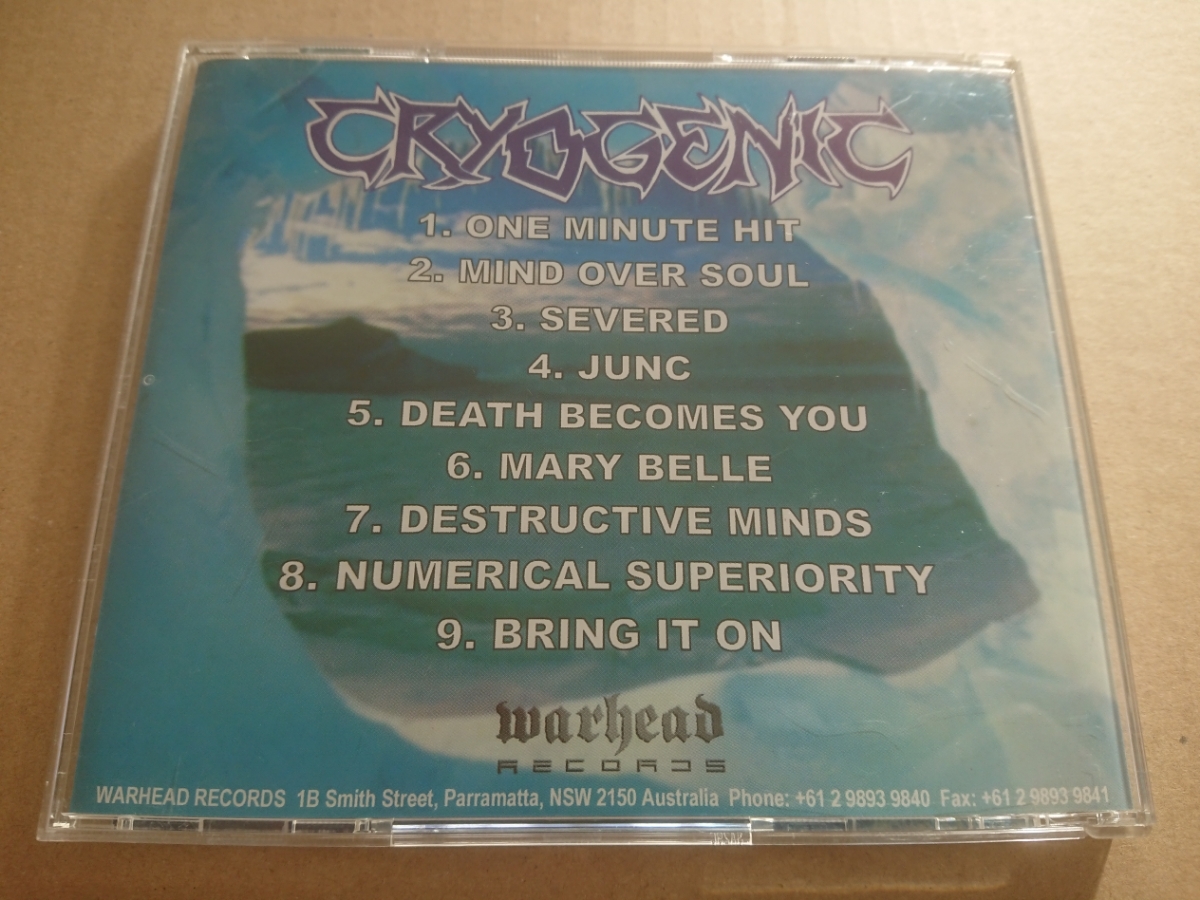 CRYOGENIC
1. ONE MINUTE HIT
2. MIND OVER SOUL
3. SEVERED
4. JUNC
5. DEATH BECOMES YOU
6. MARY BELLE
7. DESTRUCTIVE MINDS
8. NUMERICAL SUPERIORITY
9. BRING IT ON
warhead
RECORDS
WARHEAD RECORDS 1B Smith Street, Parramatta, NSW 2150 Australia Phone: +61 2 9893 9840 Fax: +61 2 9893 9841